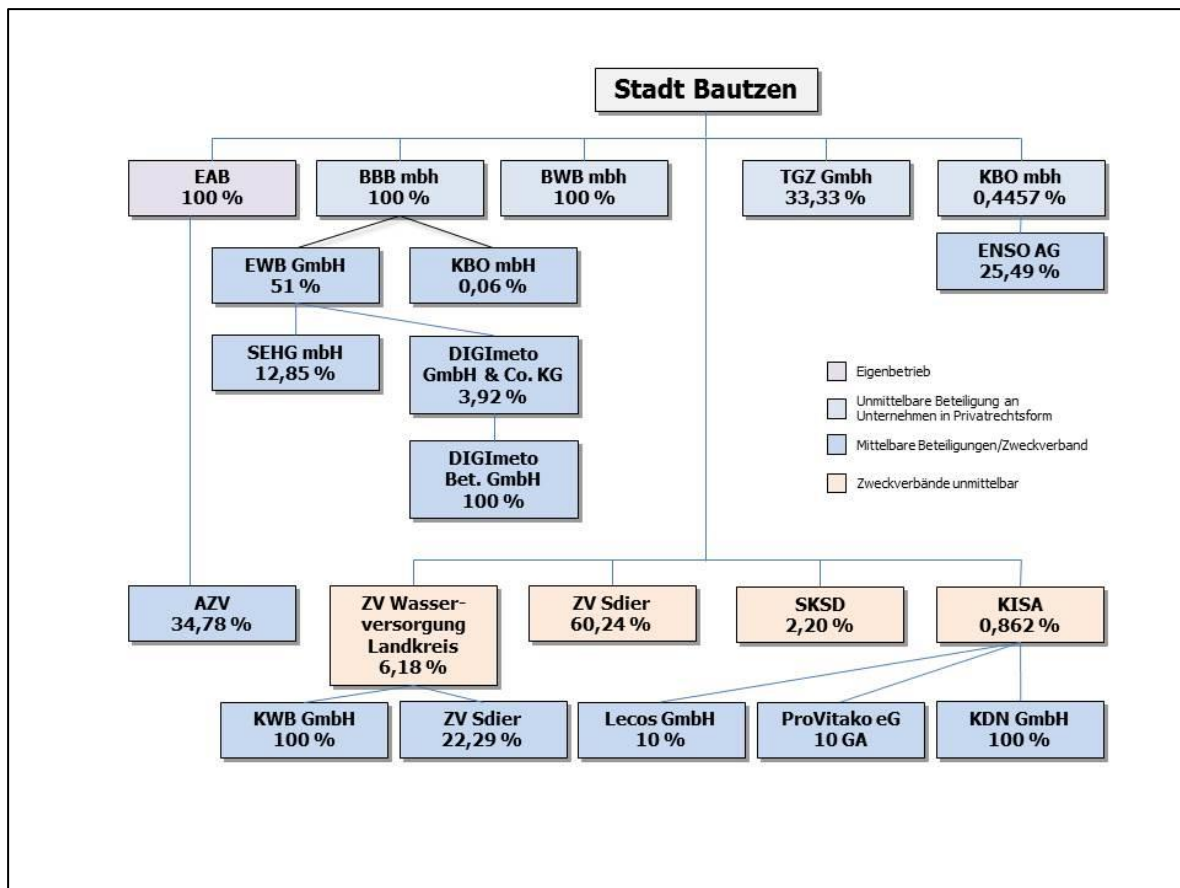 Stadt Bautzen
EAB
100 %
BBB mbh
100 %
BWB mbh
100 %
TGZ Gmbh
33,33 %
KBO mbh
0,4457 %
EWB GmbH
51 %
KBO mbH
0,06 %
ENSO AG
25,49 %
SEHG mbH
12,85 %
DIGImeto
GmbH & Co. KG
3,92 %
DIGImeto
Bet. GmbH
100 %
Eigenbetrieb
Unmittelbare Beteiligung an
Unternehmen in Privatrechtsform
Mittelbare Beteiligungen/Zweckverband
Zweckverbände unmittelbar
AZV
34,78 %
ZV Wasser-
versorgung
Landkreis
6,18 %
ZV Sdier
60,24 %
SKSD
2,20 %
KISA
0,862 %
KWB GmbH
100 %
ZV Sdier
22,29 %
Lecos GmbH
10 %
ProVitako eG
10 GA
KDN GmbH
100 %